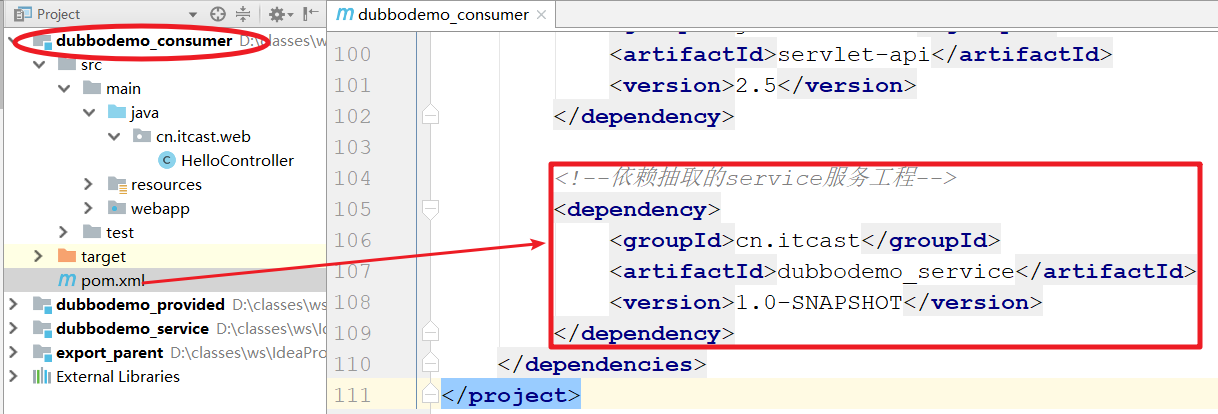 Project
dubbodemo_consumer D:\classes\ws
src
main
java
cn.itcast.web
HelloController
resources
webapp
test
target
pom.xml
dubbodemo_provided D:\classes\ws\I
dubbodemo_service D:\classes\ws\Id
export_parent D:\classes\ws\IdeaPro
External Libraries
dubbodemo_consumer
100 <artifactId>servlet-api</artifactId>
101 <version>2.5</version>
102 </dependency>
103
104 <!--依赖抽取的service服务工程-->
105 <dependency>
106 <groupId>cn.itcast</groupId>
107 <artifactId>dubbodemo_service</artifactId>
108 <version>1.0-SNAPSHOT</version>
109 </dependency>
110 </dependencies>
111 </project>